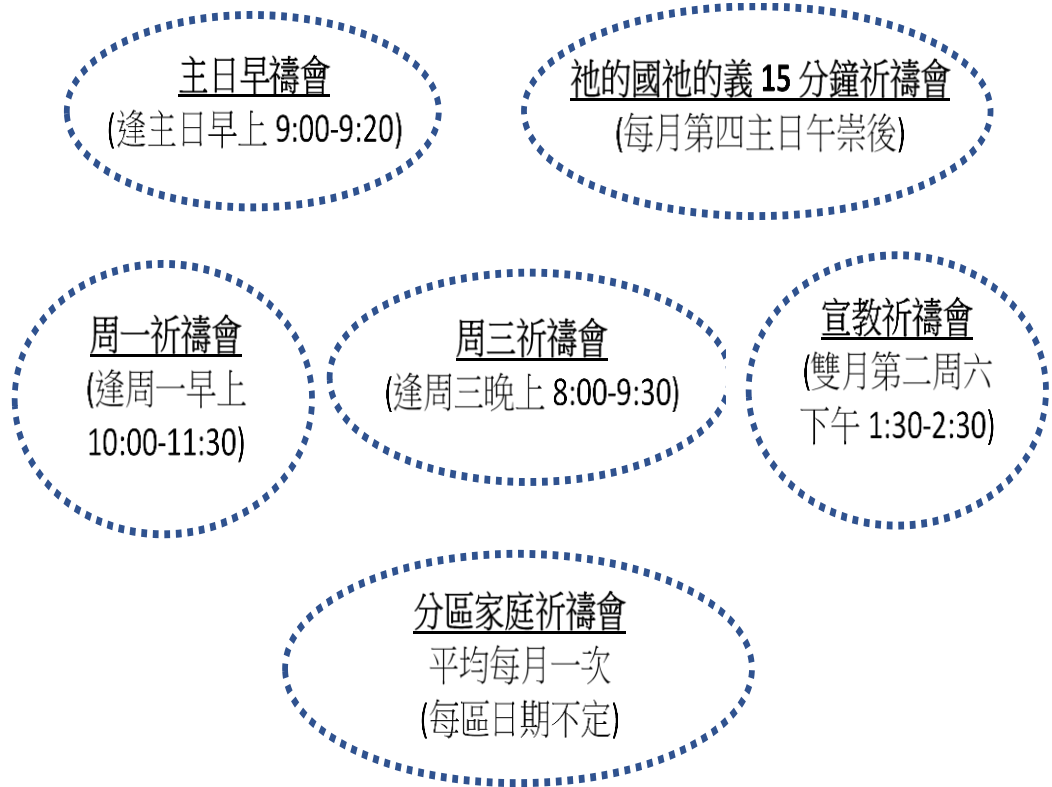 主日早禱會
(逢主日早上 9:00-9:20)
祂的國祂的義 15 分鐘祈禱會
(每月第四主日午崇後)
周一祈禱會
(逢周一早上
10:00-11:30)
周三祈禱會
(逢周三晚上 8:00-9:30)
宣教祈禱會
(雙月第二周六
下午 1:30-2:30)
分區家庭祈禱會
平均每月一次
(每區日期不定)